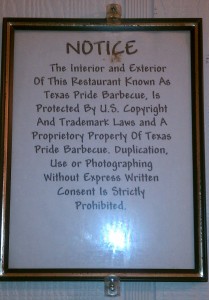 NOTICE
The Interior and Exterior
Of This Restaurant Known As
Texas Pride Barbecue, Is
Protected By U.S. Copyright
And Trademark Laws and A
Proprietary Property Of Texas
Pride Barbecue. Duplication,
Use or Photographing
Without Express Written
Consent Is Strictly
Prohibited.